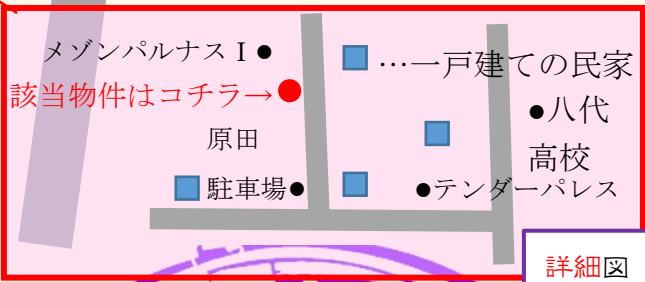 メゾンパルナスⅠ●
…一戸建ての民家
該当物件はコチラ→●
●八代
高校
原田
駐車場●
●テンダーパレス
詳細図